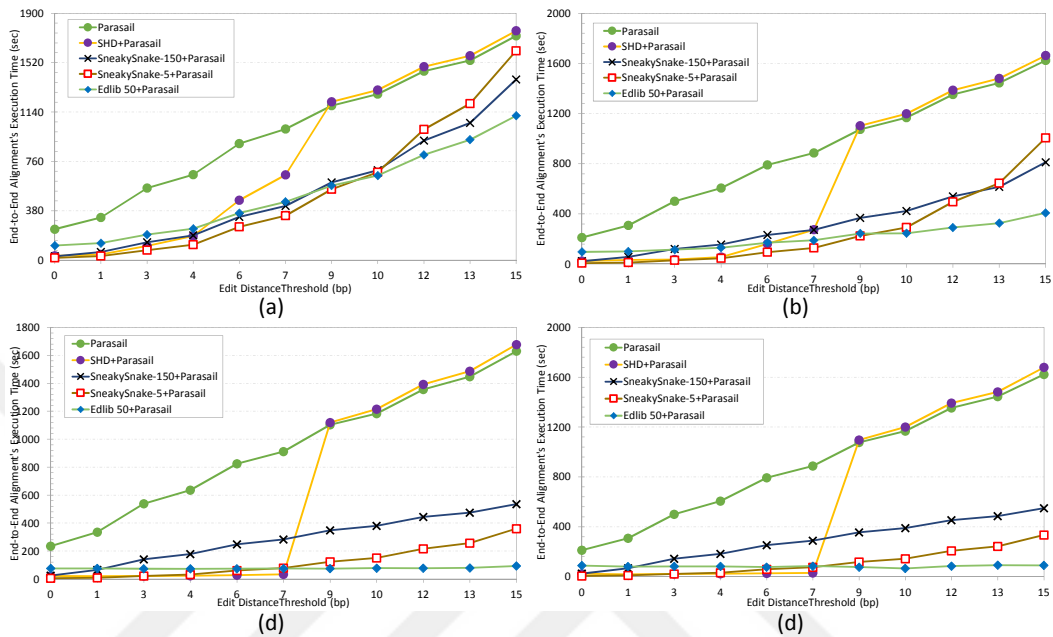 End-to-End Alignment's Execution Time (sec)
1900
1520
1140
760
380
0
Parasail
SHD+Parasail
SneakySnake-150+Parasail
SneakySnake-5+Parasail
Edlib 50+Parasail
0 1 3 4 6 7 9 10 12 13 15
Edit DistanceThreshold (bp)
(a)
End-to-End Alignment's Execution Time (sec)
2000
1600
1200
800
400
0
Parasail
SHD+Parasail
SneakySnake-150+Parasail
SneakySnake-5+Parasail
Edlib 50+Parasail
0 1 3 4 6 7 9 10 12 13 15
Edit DistanceThreshold (bp)
(b)
End-to-End Alignment's Execution Time (sec)
1800
1600
1400
1200
1000
800
600
400
200
0
Parasail
SHD+Parasail
SneakySnake-150+Parasail
SneakySnake-5+Parasail
Edlib 50+Parasail
0 1 3 4 6 7 9 10 12 13 15
Edit DistanceThreshold (bp)
(d)
End-to-End Alignment's Execution Time (sec)
2000
1600
1200
800
400
0
Parasail
SHD+Parasail
SneakySnake-150+Parasail
SneakySnake-5+Parasail
Edlib 50+Parasail
0 1 3 4 6 7 9 10 12 13 15
Edit DistanceThreshold (bp)
(d)